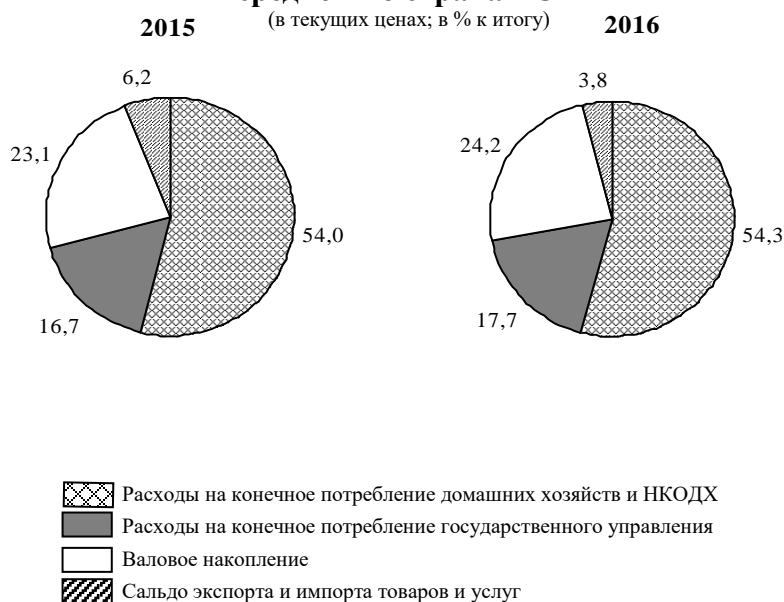 (в текущих ценах; в % к итогу)
2015
2016
6,2
23,1
54,0
16,7
3,8
24,2
54,3
17,7
Расходы на конечное потребление домашних хозяйств и НКОДХ
Расходы на конечное потребление государственного управления
Валовое накопление
Сальдо экспорта и импорта товаров и услуг